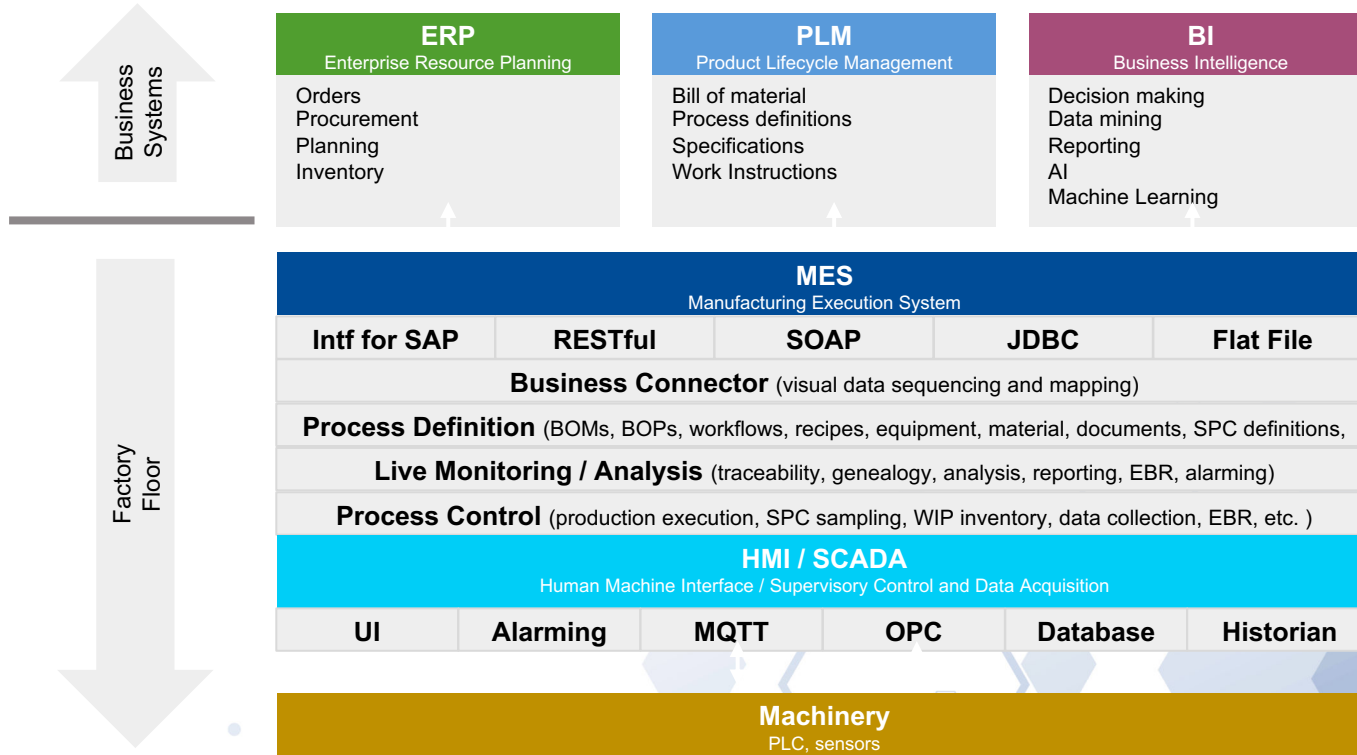 Business
Systems
ERP
Enterprise Resource Planning
Orders
Procurement
Planning
Inventory
PLM
Product Lifecycle Management
Bill of material
Process definitions
Specifications
Work Instructions
BI
Business Intelligence
Decision making
Data mining
Reporting
AI
Machine Learning
Factory
Floor
MES
Manufacturing Execution System
Intf for SAP
RESTful
SOAP
JDBC
Flat File
Business Connector (visual data sequencing and mapping)
Process Definition (BOMs, BOPs, workflows, recipes, equipment, material, documents, SPC definitions,
Live Monitoring / Analysis (traceability, genealogy, analysis, reporting, EBR, alarming)
Process Control (production execution, SPC sampling, WIP inventory, data collection, EBR, etc. )
HMI / SCADA
Human Machine Interface / Supervisory Control and Data Acquisition
UI
Alarming
MQTT
OPC
Database
Historian
Machinery
PLC, sensors